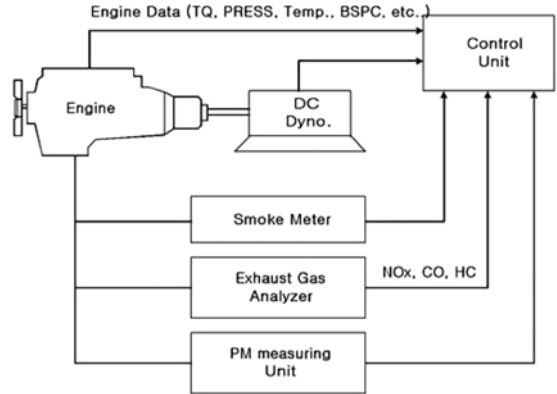 Engine Data (TQ, PRESS, Temp., BSPC, etc..)
Control
Unit
Engine
DC
Dyno.
Smoke Meter
Exhaust Gas
Analyzer
NOx, CO, HC
PM measuring
Unit